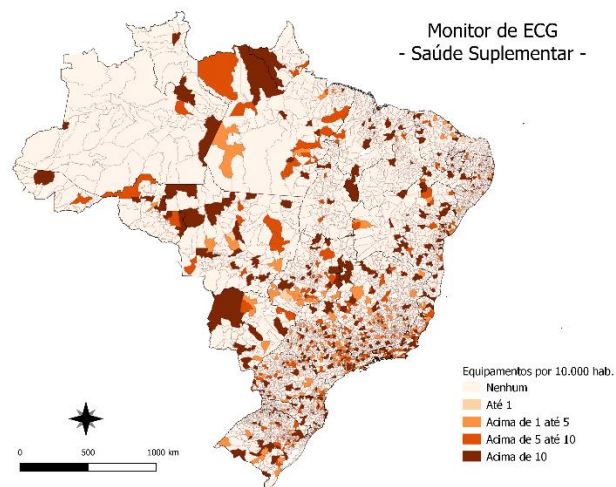 Monitor de ECG
- Saúde Suplementar -
Equipamentos por 10.000 hab.
Nenhum
Até 1
Acima de 1 até 5
Acima de 5 até 10
Acima de 10
0 500 1000 km